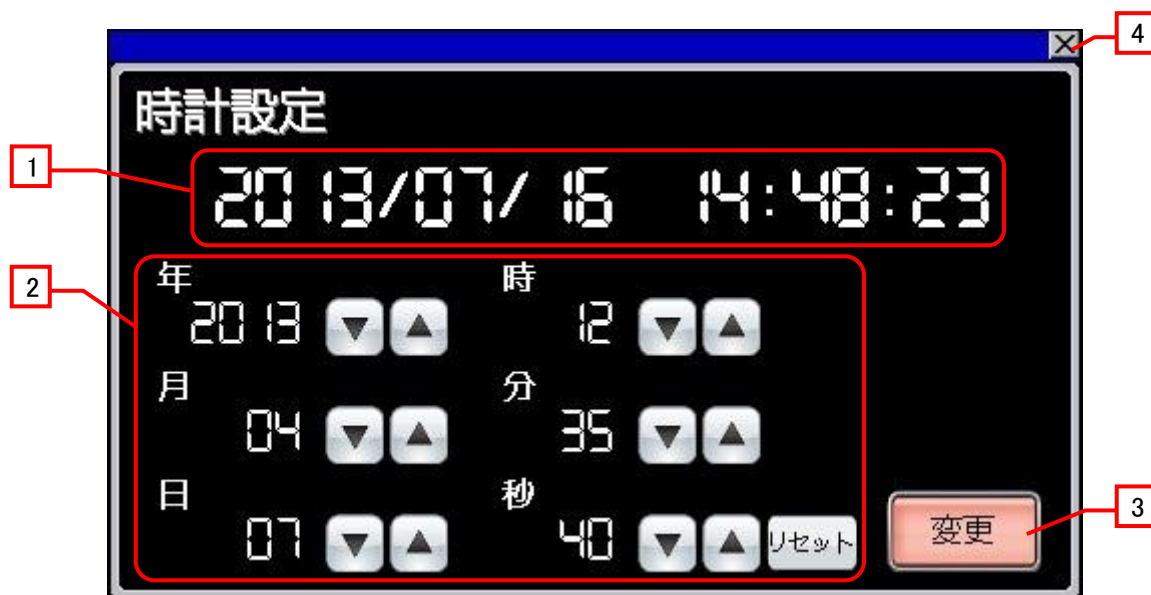 4
時計設定
1
2013/07/16 14:48:23
2
年 時
2013 ▼ ▲ 12 ▼ ▲
月 分
04 ▼ ▲ 35 ▼ ▲
日 秒
07 ▼ ▲ 40 ▼ ▲ リセット
変更
3